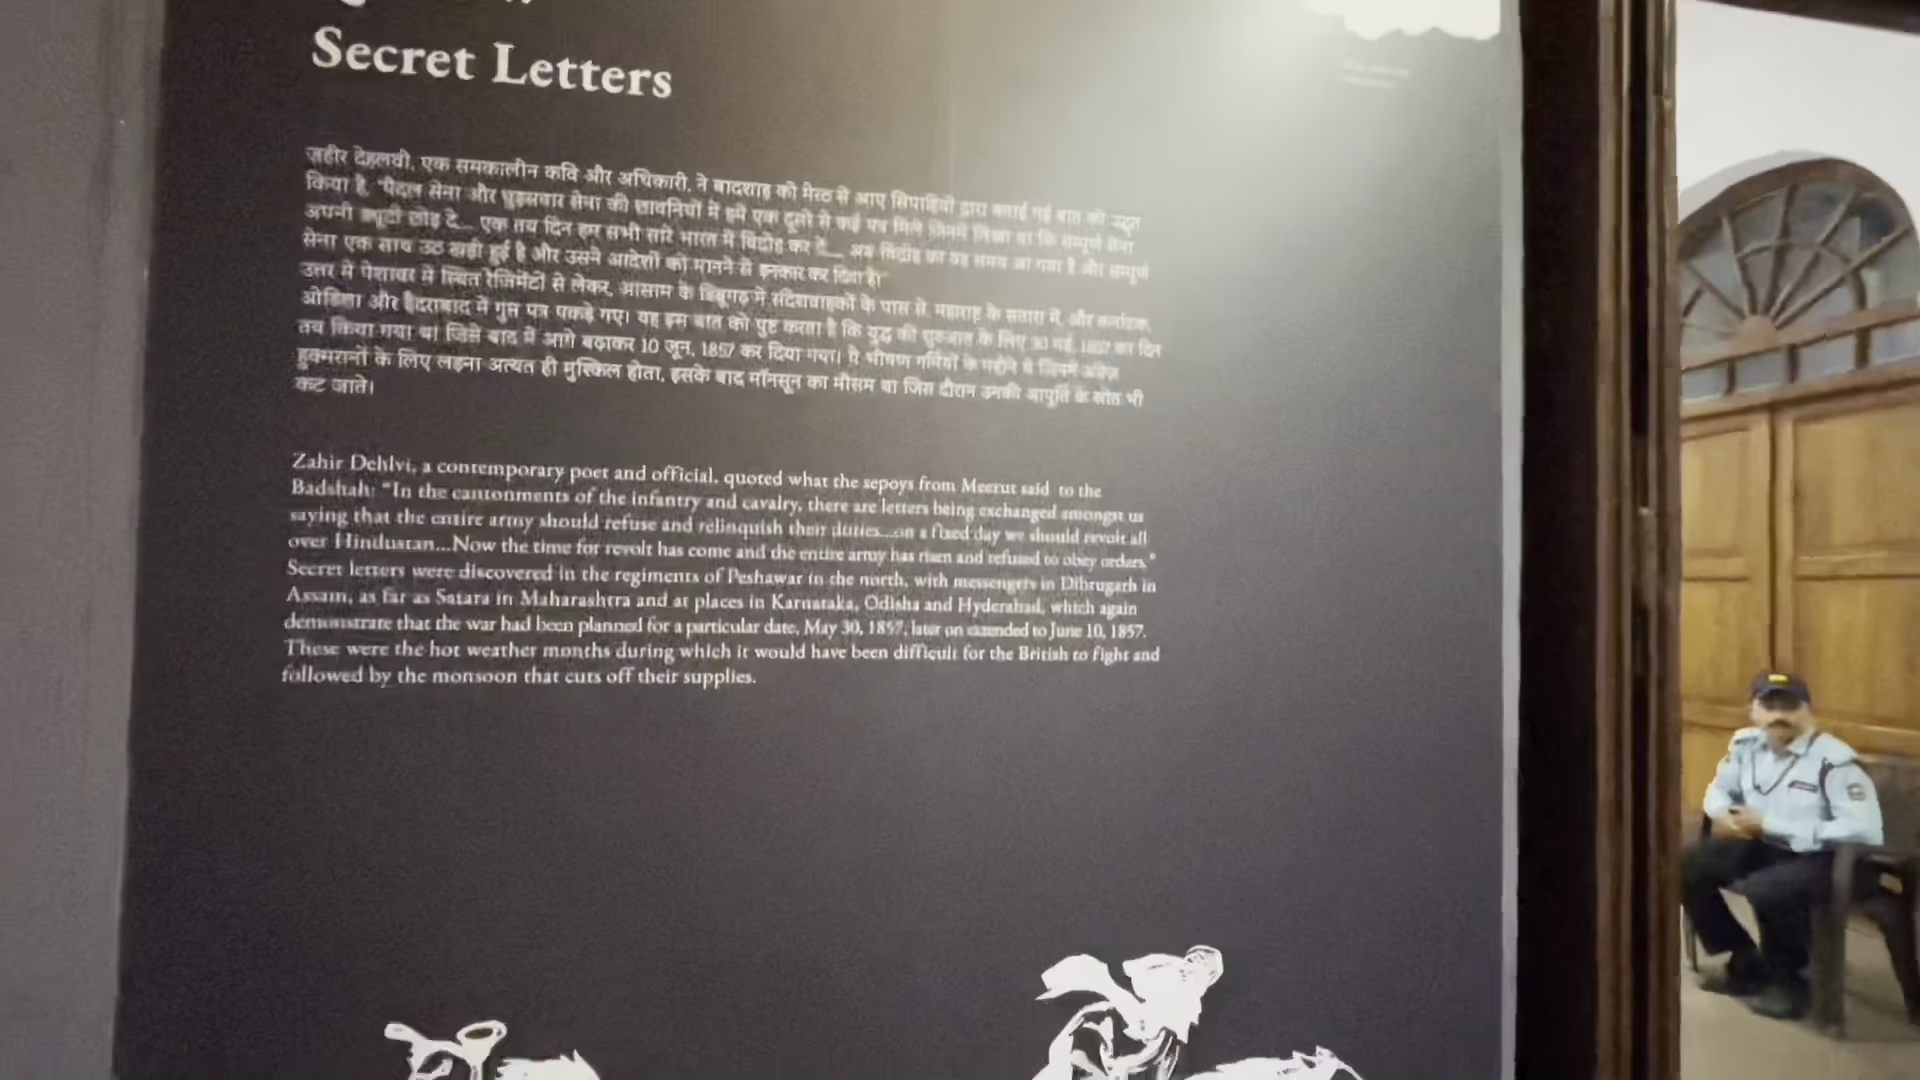 Secret Letters
ज़हीर देहलवी, एक समकालीन कवि और अधिकारी, ने बादशाह को मेरठ से आए सिपाहियों द्वारा बताई गई बात को उद्धृत
किया है, "पैदल सेना और घुड़सवार सेना की छावनियों में हमें एक दूसरे से कई पत्र मिले जिनमें लिखा था कि सम्पूर्ण सेना
अपनी ड्यूटी छोड़ दे... एक तय दिन हम सभी सारे भारत में विद्रोह कर दें... अब विद्रोह का वह समय आ गया है और सम्पूर्ण
सेना एक साथ उठ खड़ी हुई है और उसने आदेशों को मानने से इनकार कर दिया है।"
उत्तर में पेशावर में स्थित रेजिमेंटों से लेकर, आसाम के डिब्रूगढ़ में संदेशवाहकों के पास से, महाराष्ट्र के सतारा में, और कर्नाटक,
ओडिशा और हैदराबाद में गुप्त पत्र पकड़े गए। यह इस बात को पुष्ट करता है कि युद्ध की शुरुआत के लिए 30 मई, 1857 का दिन
तय किया गया था जिसे बाद में आगे बढ़ाकर 10 जून, 1857 कर दिया गया। ये भीषण गर्मियों के महीने थे जिनमें अंग्रेज़
हुक्मरानों के लिए लड़ना अत्यंत ही मुश्किल होता, इसके बाद मॉनसून का मौसम था जिस दौरान उनकी आपूर्ति के स्रोत भी
कट जाते।
Zahir Dehlvi, a contemporary poet and official, quoted what the sepoys from Meerut said to the
Badshah: "In the cantonments of the infantry and cavalry, there are letters being exchanged amongst us
saying that the entire army should refuse and relinquish their duties...on a fixed day we should revolt all
over Hindustan...Now the time for revolt has come and the entire army has risen and refused to obey orders."
Secret letters were discovered in the regiments of Peshawar in the north, with messengers in Dibrugarh in
Assam, as far as Satara in Maharashtra and at places in Karnataka, Odisha and Hyderabad, which again
demonstrate that the war had been planned for a particular date, May 30, 1857, later on extended to June 10, 1857.
These were the hot weather months during which it would have been difficult for the British to fight and
followed by the monsoon that cuts off their supplies.